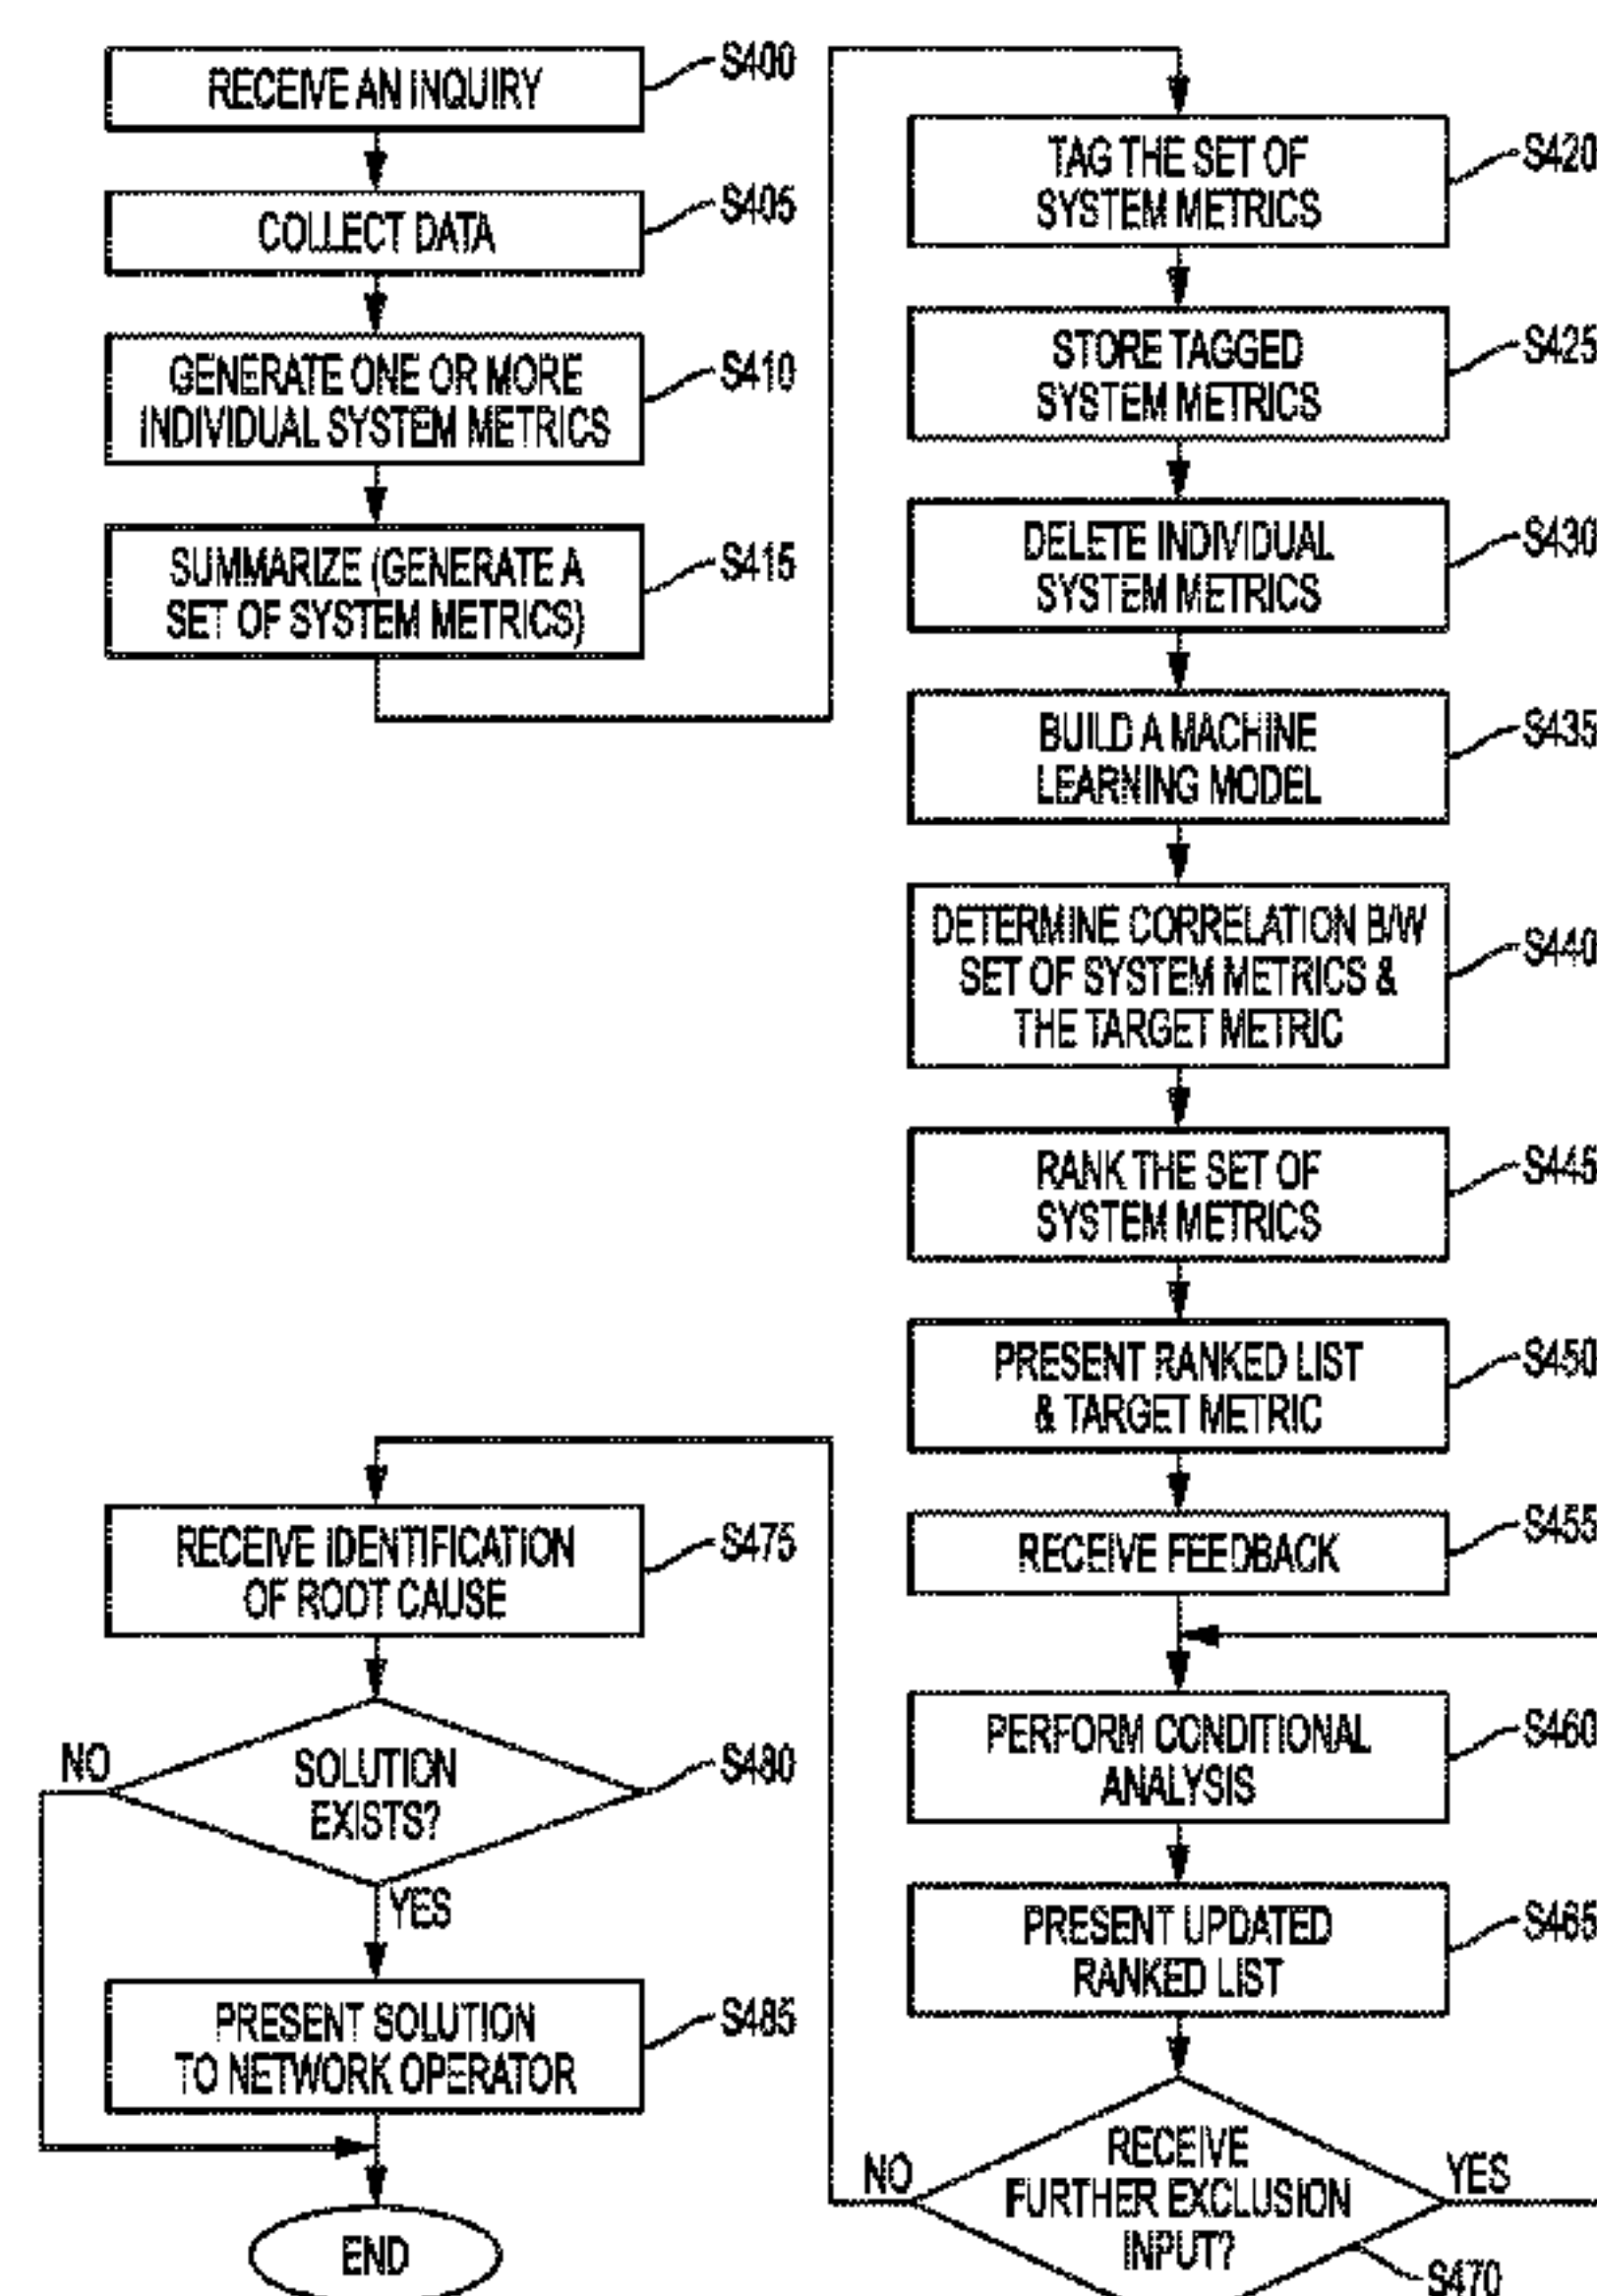 RECEIVE AN INQUIRY
S400
COLLECT DATA
S405
GENERATE ONE OR MORE
INDIVIDUAL SYSTEM METRICS
S410
SUMMARIZE (GENERATE A
SET OF SYSTEM METRICS)
S415
TAG THE SET OF
SYSTEM METRICS
S420
STORE TAGGED
SYSTEM METRICS
S425
DELETE INDIVIDUAL
SYSTEM METRICS
S430
BUILD A MACHINE
LEARNING MODEL
S435
DETERMINE CORRELATION B/W
SET OF SYSTEM METRICS &
THE TARGET METRIC
S440
RANK THE SET OF
SYSTEM METRICS
S445
PRESENT RANKED LIST
& TARGET METRIC
S450
RECEIVE FEEDBACK
S455
PERFORM CONDITIONAL
ANALYSIS
S460
PRESENT UPDATED
RANKED LIST
S465
RECEIVE
FURTHER EXCLUSION
INPUT?
NO
YES
S470
RECEIVE IDENTIFICATION
OF ROOT CAUSE
S475
SOLUTION
EXISTS?
NO
S480
YES
PRESENT SOLUTION
TO NETWORK OPERATOR
S485
END